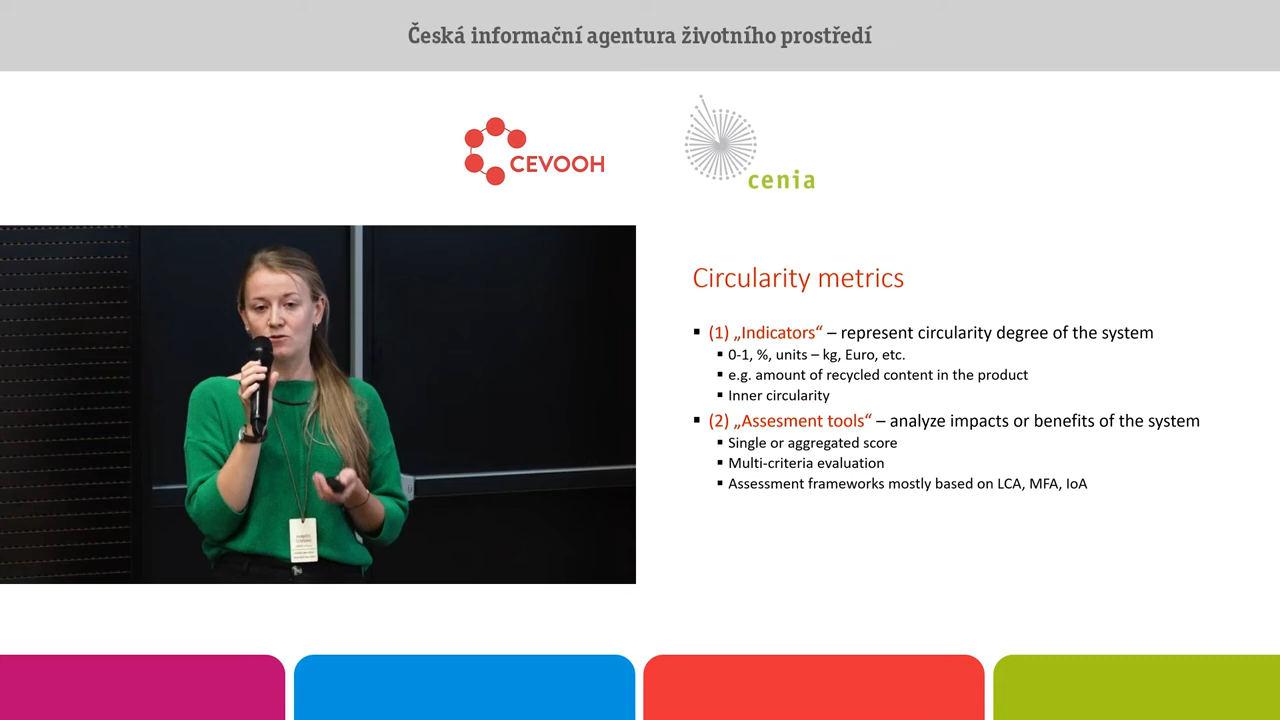 Česká informační agentura životního prostředí
CEVOOH
cenia
Circularity metrics
(1) „Indicators“ – represent circularity degree of the system
0-1, %, units – kg, Euro, etc.
e.g. amount of recycled content in the product
Inner circularity
(2) „Assesment tools“ – analyze impacts or benefits of the system
Single or aggregated score
Multi-criteria evaluation
Assessment frameworks mostly based on LCA, MFA, IoA